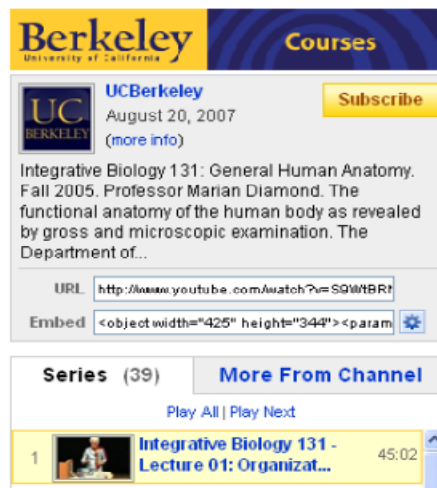 Berkeley
University of California
Courses
UC
BERKELEY
UCBerkeley
August 20, 2007
(more info)
Subscribe
Integrative Biology 131: General Human Anatomy.
Fall 2005. Professor Marian Diamond. The
functional anatomy of the human body as revealed
by gross and microscopic examination. The
Department of...
URL http://www.youtube.com/watch?v=S9WtBRN
Embed <object width="425" height="344"><param
Series (39)
More From Channel
Play All | Play Next
1 Integrative Biology 131 - 45:02
Lecture 01: Organizat...